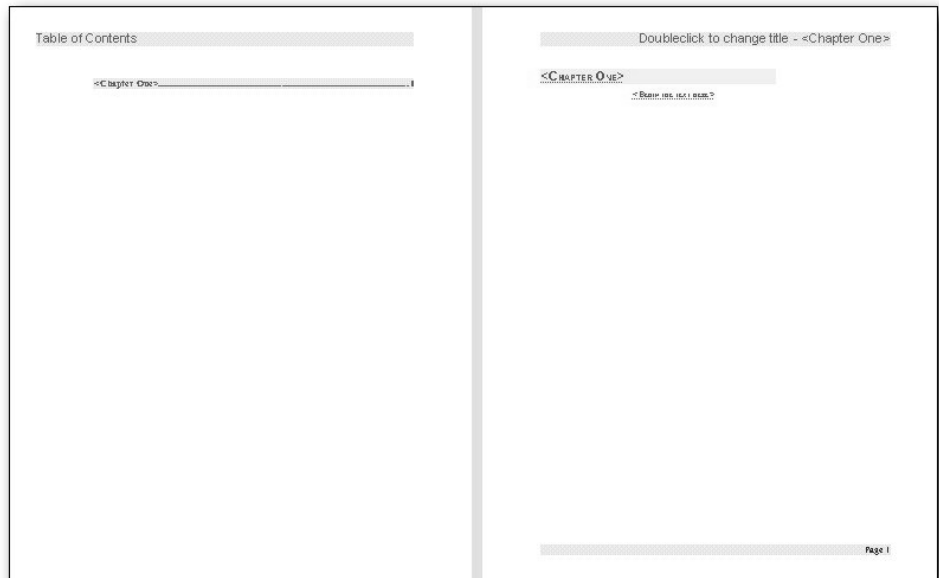 Table of Contents
<Chapter One> 1
Doubleclick to change title - <Chapter One>
<CHAPTER ONE>
<BEGIN THE TEXT HERE>
Page 1